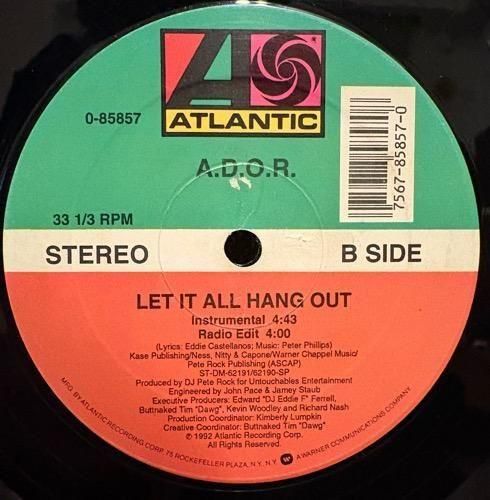 ATLANTIC
0-85857
A.D.O.R.
7567-85857-0
33 1/3 RPM
STEREO
B SIDE
LET IT ALL HANG OUT
Instrumental 4:43
Radio Edit 4:00
(Lyrics: Eddie Castellanos; Music: Peter Phillips)
Kase Publishing/Ness, Nitty & Capone/Warner Chappel Music/
Pete Rock Publishing (ASCAP)
ST-DM-62191/62190-SP
Produced by DJ Pete Rock for Untouchables Entertainment
Engineered by John Pace & Jamey Staub
Executive Producers: Edward "DJ Eddie F" Ferrell,
Buttnaked Tim "Dawg", Kevin Woodley and Richard Nash
Production Coordinator: Kimberly Lumpkin
Creative Coordinator: Buttnaked Tim "Dawg"
℗ © 1992 Atlantic Recording Corp.
All Rights Reserved.
MFG. BY ATLANTIC RECORDING CORP. 75 ROCKEFELLER PLAZA, N.Y. N.Y. A WARNER COMMUNICATIONS COMPANY